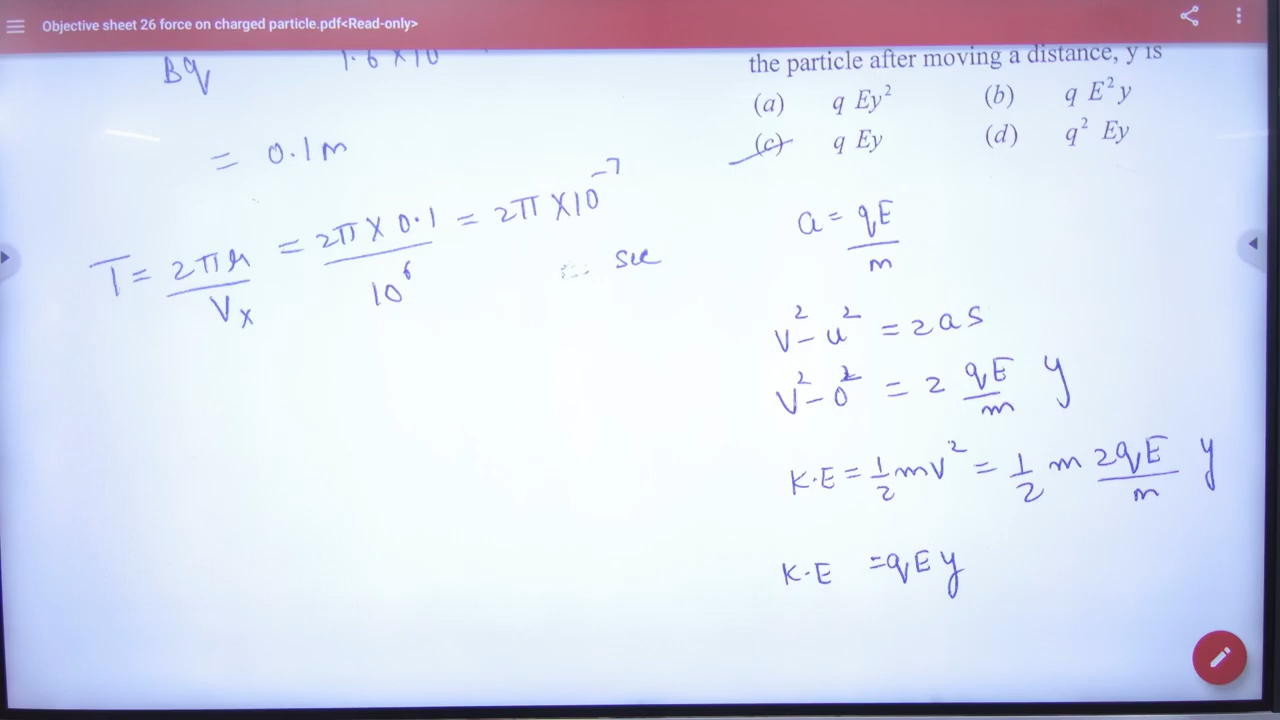 Objective sheet 26 force on charged particle.pdf<Read-only>
Bq
1.6 X 10
= 0.1 m
T = 2πr / Vx = 2π X 0.1 / 10^6 = 2π X 10^-7
sec
the particle after moving a distance, y is
(a) q Ey² (b) q E² y
(c) q Ey (d) q² Ey
a = qE / m
v² - u² = 2as
v² - 0² = 2 qE / m y
K.E = 1/2 mv² = 1/2 m 2qE / m y
K.E = qEy